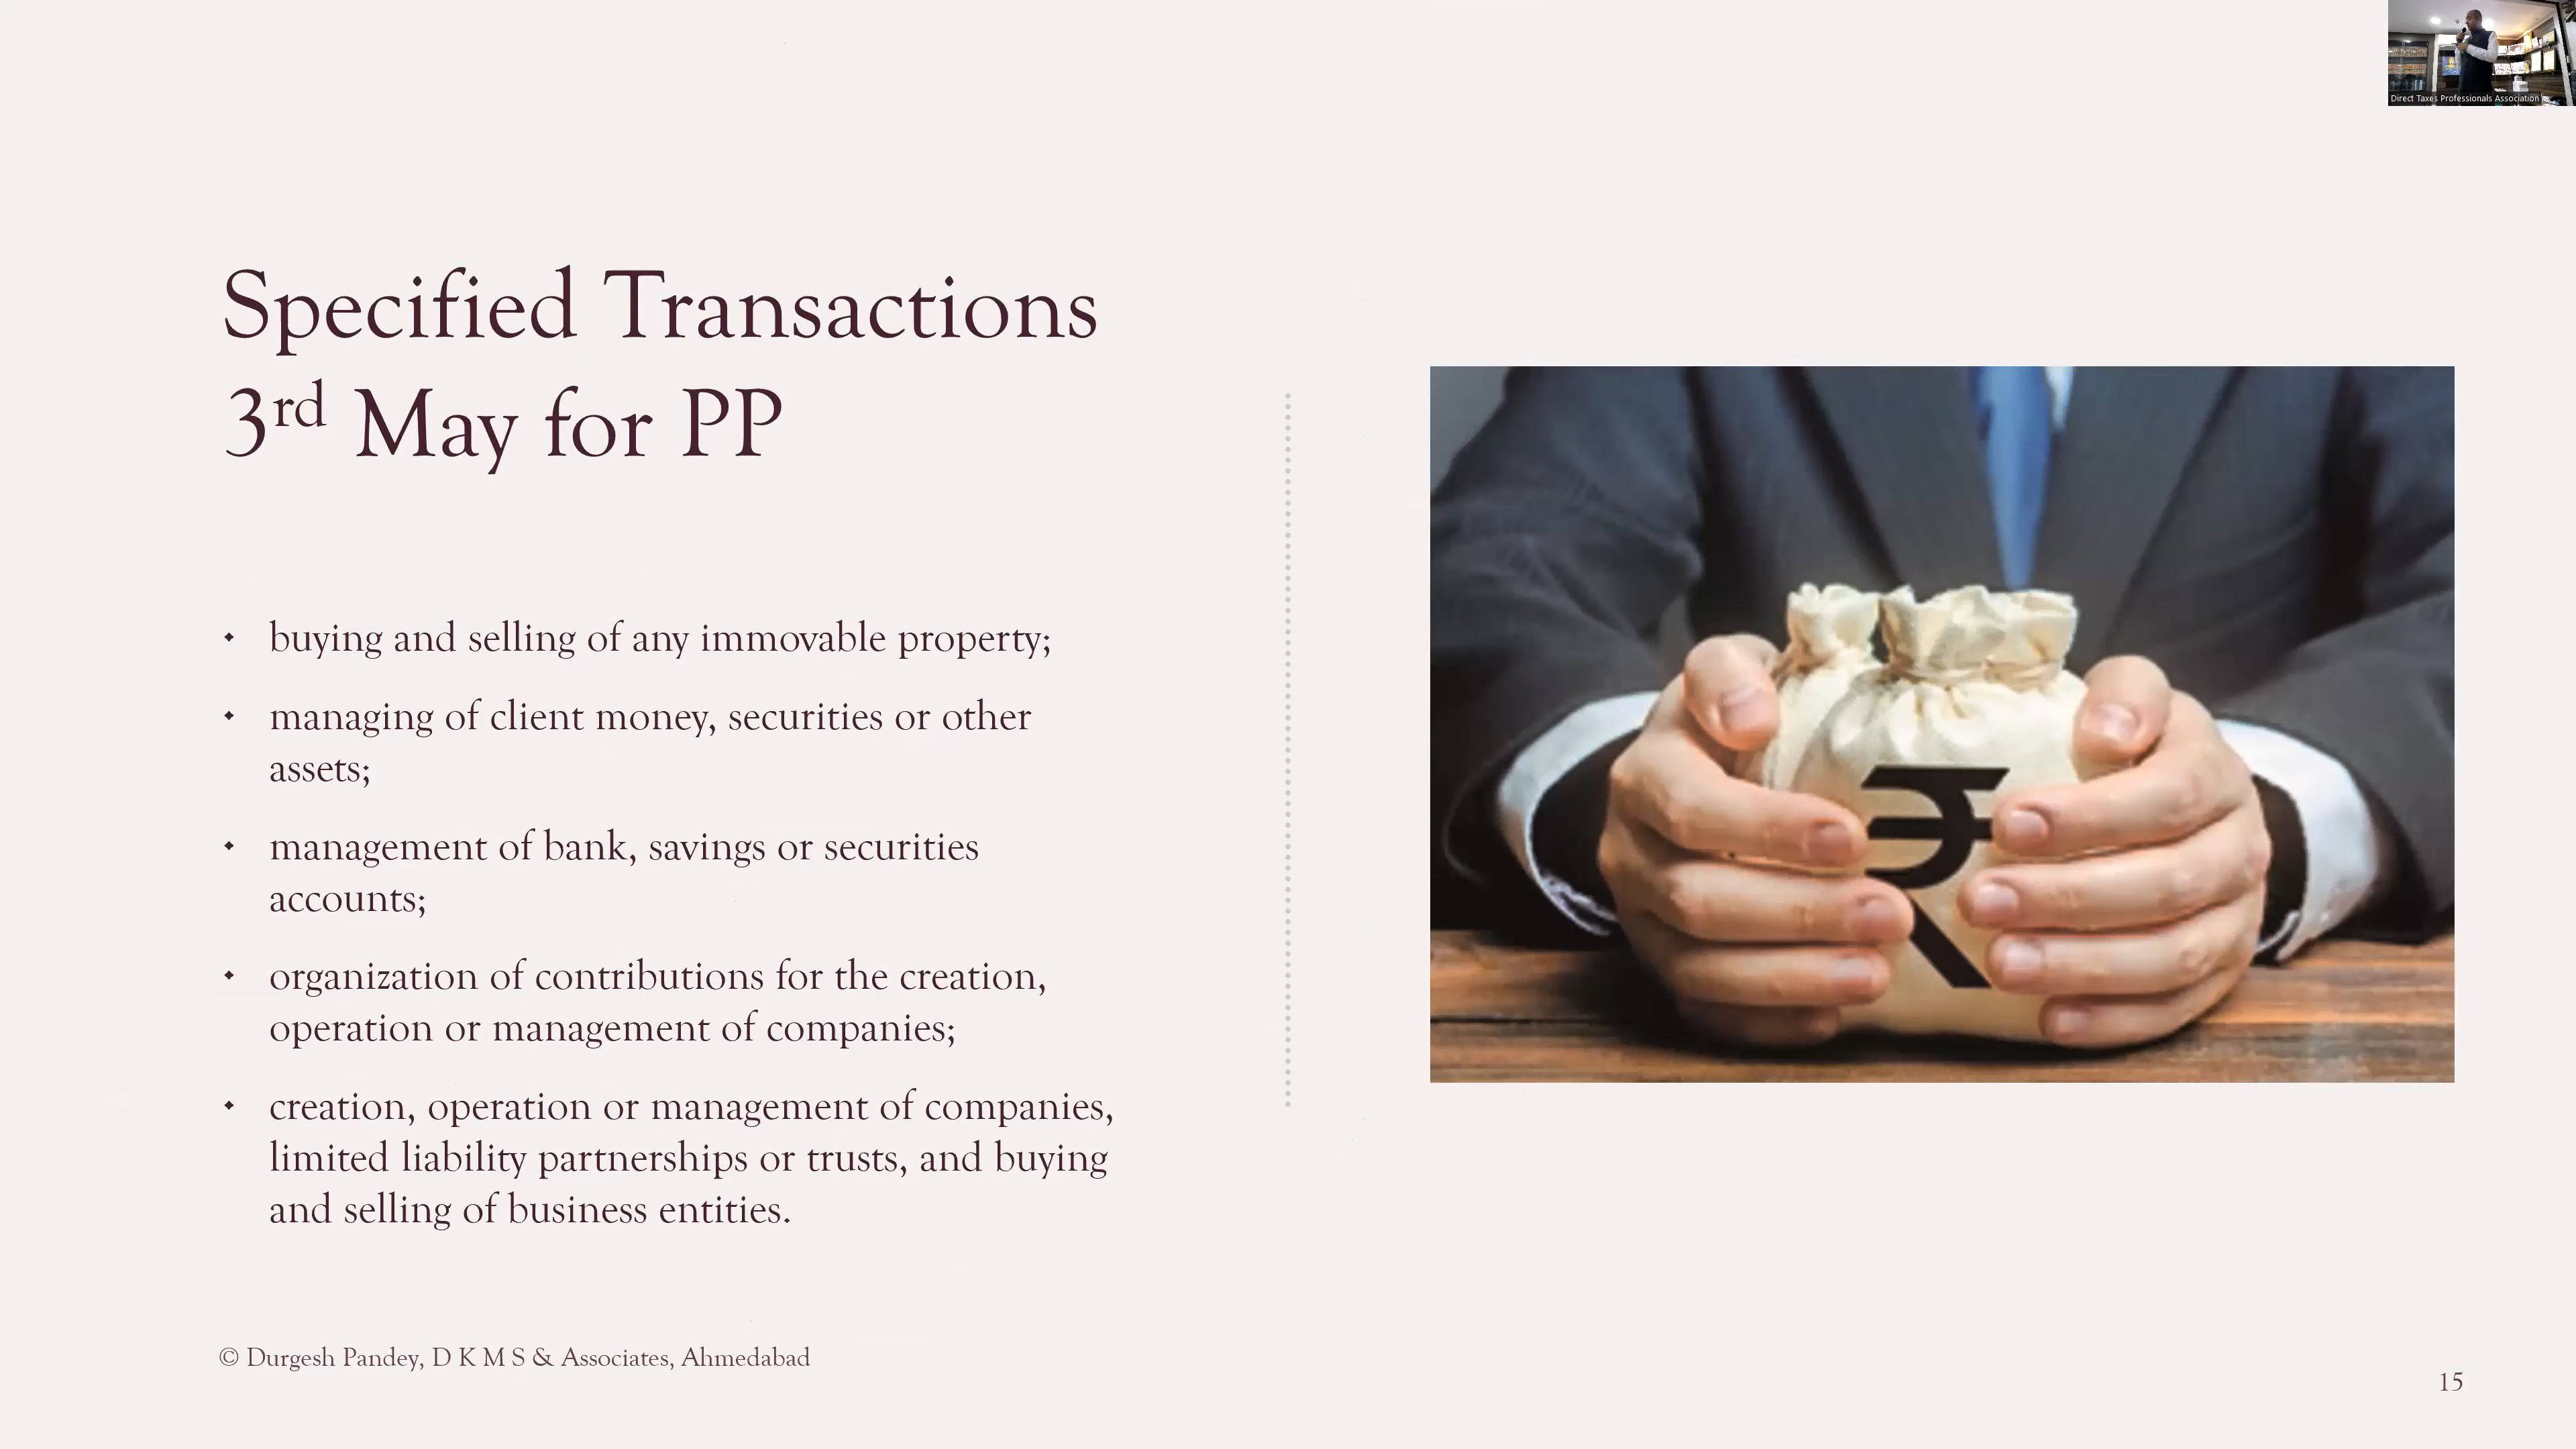 Direct Taxes Professionals Association
Specified Transactions
3rd May for PP
• buying and selling of any immovable property;
• managing of client money, securities or other
assets;
• management of bank, savings or securities
accounts;
• organization of contributions for the creation,
operation or management of companies;
• creation, operation or management of companies,
limited liability partnerships or trusts, and buying
and selling of business entities.
₹
© Durgesh Pandey, D K M S & Associates, Ahmedabad
15